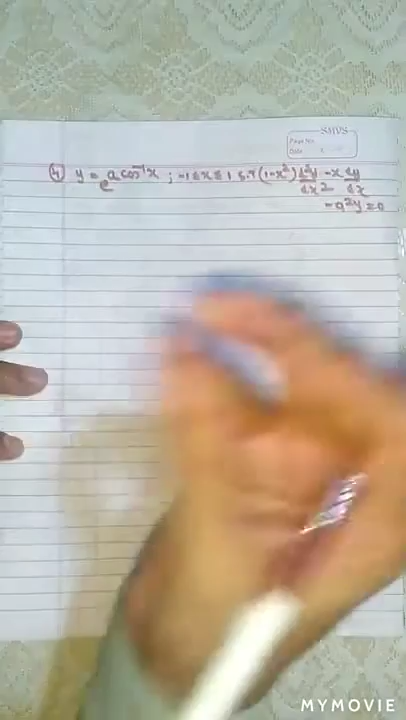 SMVS
Page No.
Date
④ y = e^(a cos⁻¹x) ; -1 ≤ x ≤ 1 S.T (1-x²) d²y/dx² - x dy/dx
- a²y = 0
MYMOVIE